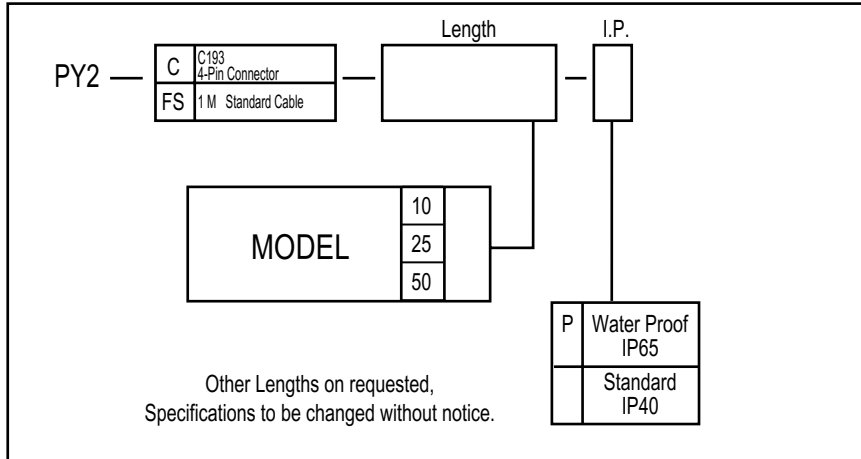 Length
I.P.
PY2
C
C193
4-Pin Connector
FS
1 M Standard Cable
MODEL
10
25
50
P
Water Proof
IP65
Standard
IP40
Other Lengths on requested,
Specifications to be changed without notice.